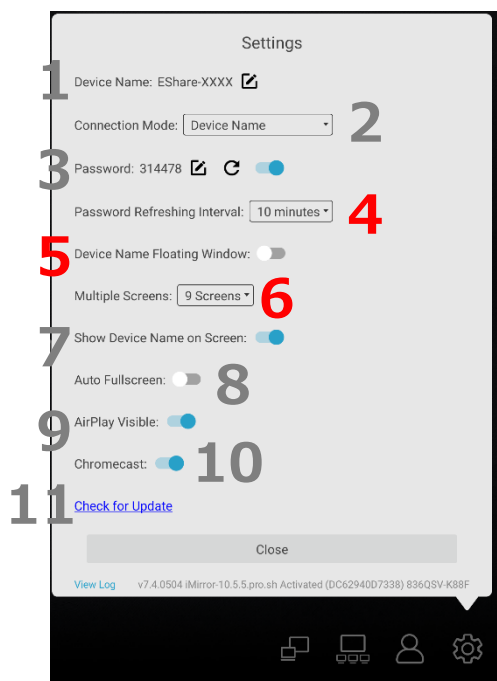 Settings
1 Device Name: EShare-XXXX
Connection Mode: Device Name 2
3 Password: 314478
Password Refreshing Interval: 10 minutes 4
5 Device Name Floating Window:
Multiple Screens: 9 Screens 6
7 Show Device Name on Screen:
Auto Fullscreen: 8
9 AirPlay Visible:
Chromecast: 10
11 Check for Update
Close
View Log v7.4.0504 iMirror-10.5.5.pro.sh Activated (DC62940D7338) 836QSV-K88F